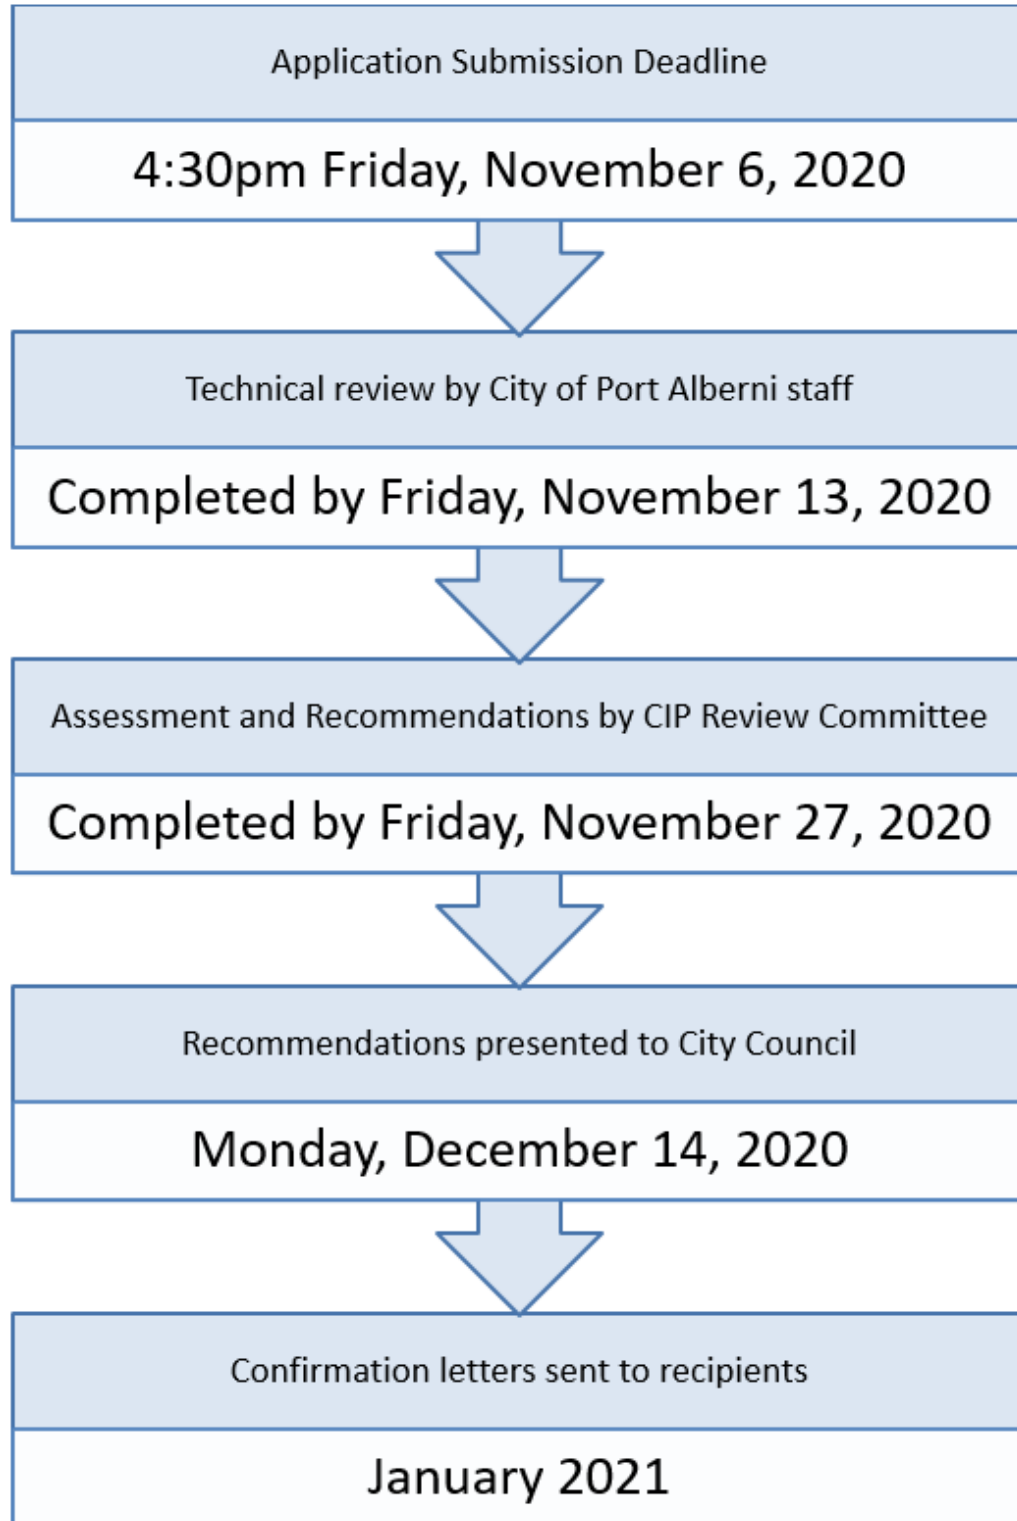 Application Submission Deadline
4:30pm Friday, November 6, 2020
Technical review by City of Port Alberni staff
Completed by Friday, November 13, 2020
Assessment and Recommendations by CIP Review Committee
Completed by Friday, November 27, 2020
Recommendations presented to City Council
Monday, December 14, 2020
Confirmation letters sent to recipients
January 2021